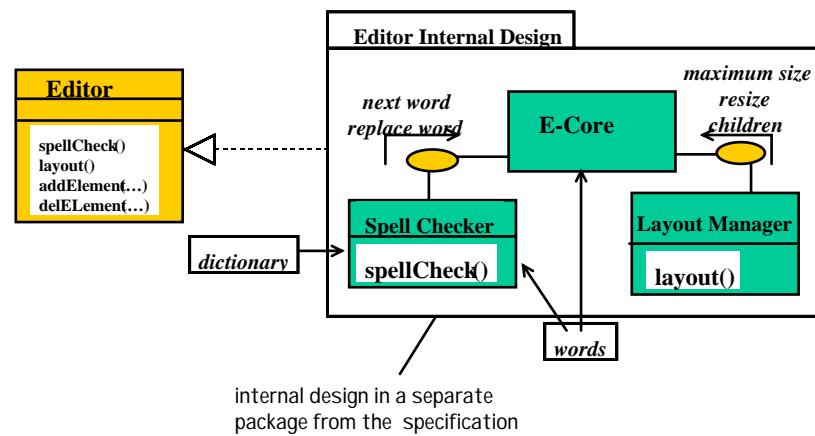 Editor Internal Design
Editor
spellCheck()
layout()
addElement(…)
delELement(…)
next word
replace word
E-Core
maximum size
resize
children
Spell Checker
spellCheck()
Layout Manager
layout()
dictionary
words
internal design in a separate
package from the specification